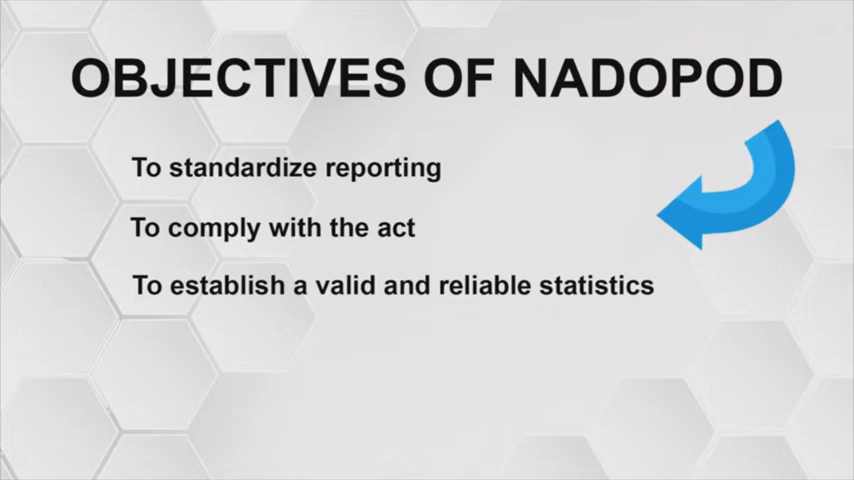 OBJECTIVES OF NADOPOD
To standardize reporting
To comply with the act
To establish a valid and reliable statistics